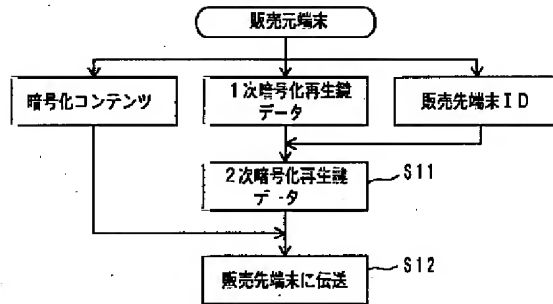 販売元端末
暗号化コンテンツ
1次暗号化再生鍵
データ
販売先端末ID
2次暗号化再生鍵
データ
S11
販売先端末に伝送
S12